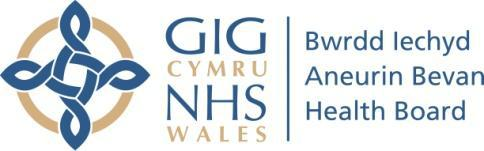 GIG
CYMRU
NHS
WALES
Bwrdd Iechyd
Aneurin Bevan
Health Board